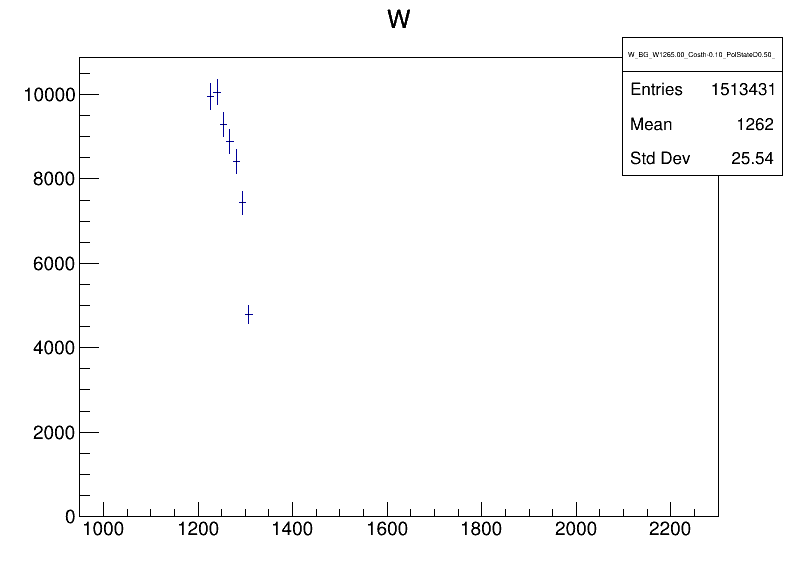 W
W_BG_W1265.00_Costh-0.10_PolState0.50_
Entries 1513431
Mean 1262
Std Dev 25.54
10000
8000
6000
4000
2000
0
1000 1200 1400 1600 1800 2000 2200